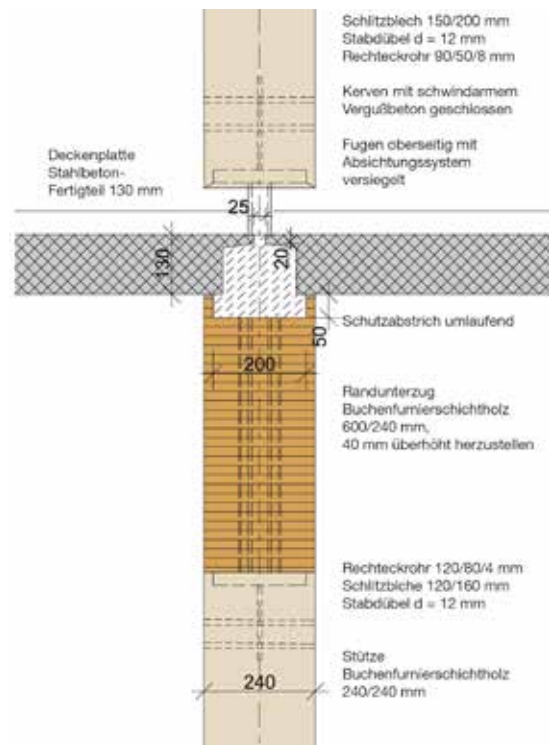 Schlitzblech 150/200 mm
Stabdübel d = 12 mm
Rechteckrohr 90/50/8 mm
Kerven mit schwindarmem
Vergußbeton geschlossen
Fugen oberseitig mit
Absichtungssystem
versiegelt
Deckenplatte
Stahlbeton-
Fertigteil 130 mm
25
130
20
50
Schutzabstrich umlaufend
200
Randunterzug
Buchenfurnierschichtholz
600/240 mm,
40 mm überhöht herzustellen
Rechteckrohr 120/80/4 mm
Schlitzblche 120/160 mm
Stabdübel d = 12 mm
Stütze
Buchenfurnierschichtholz
240/240 mm
240